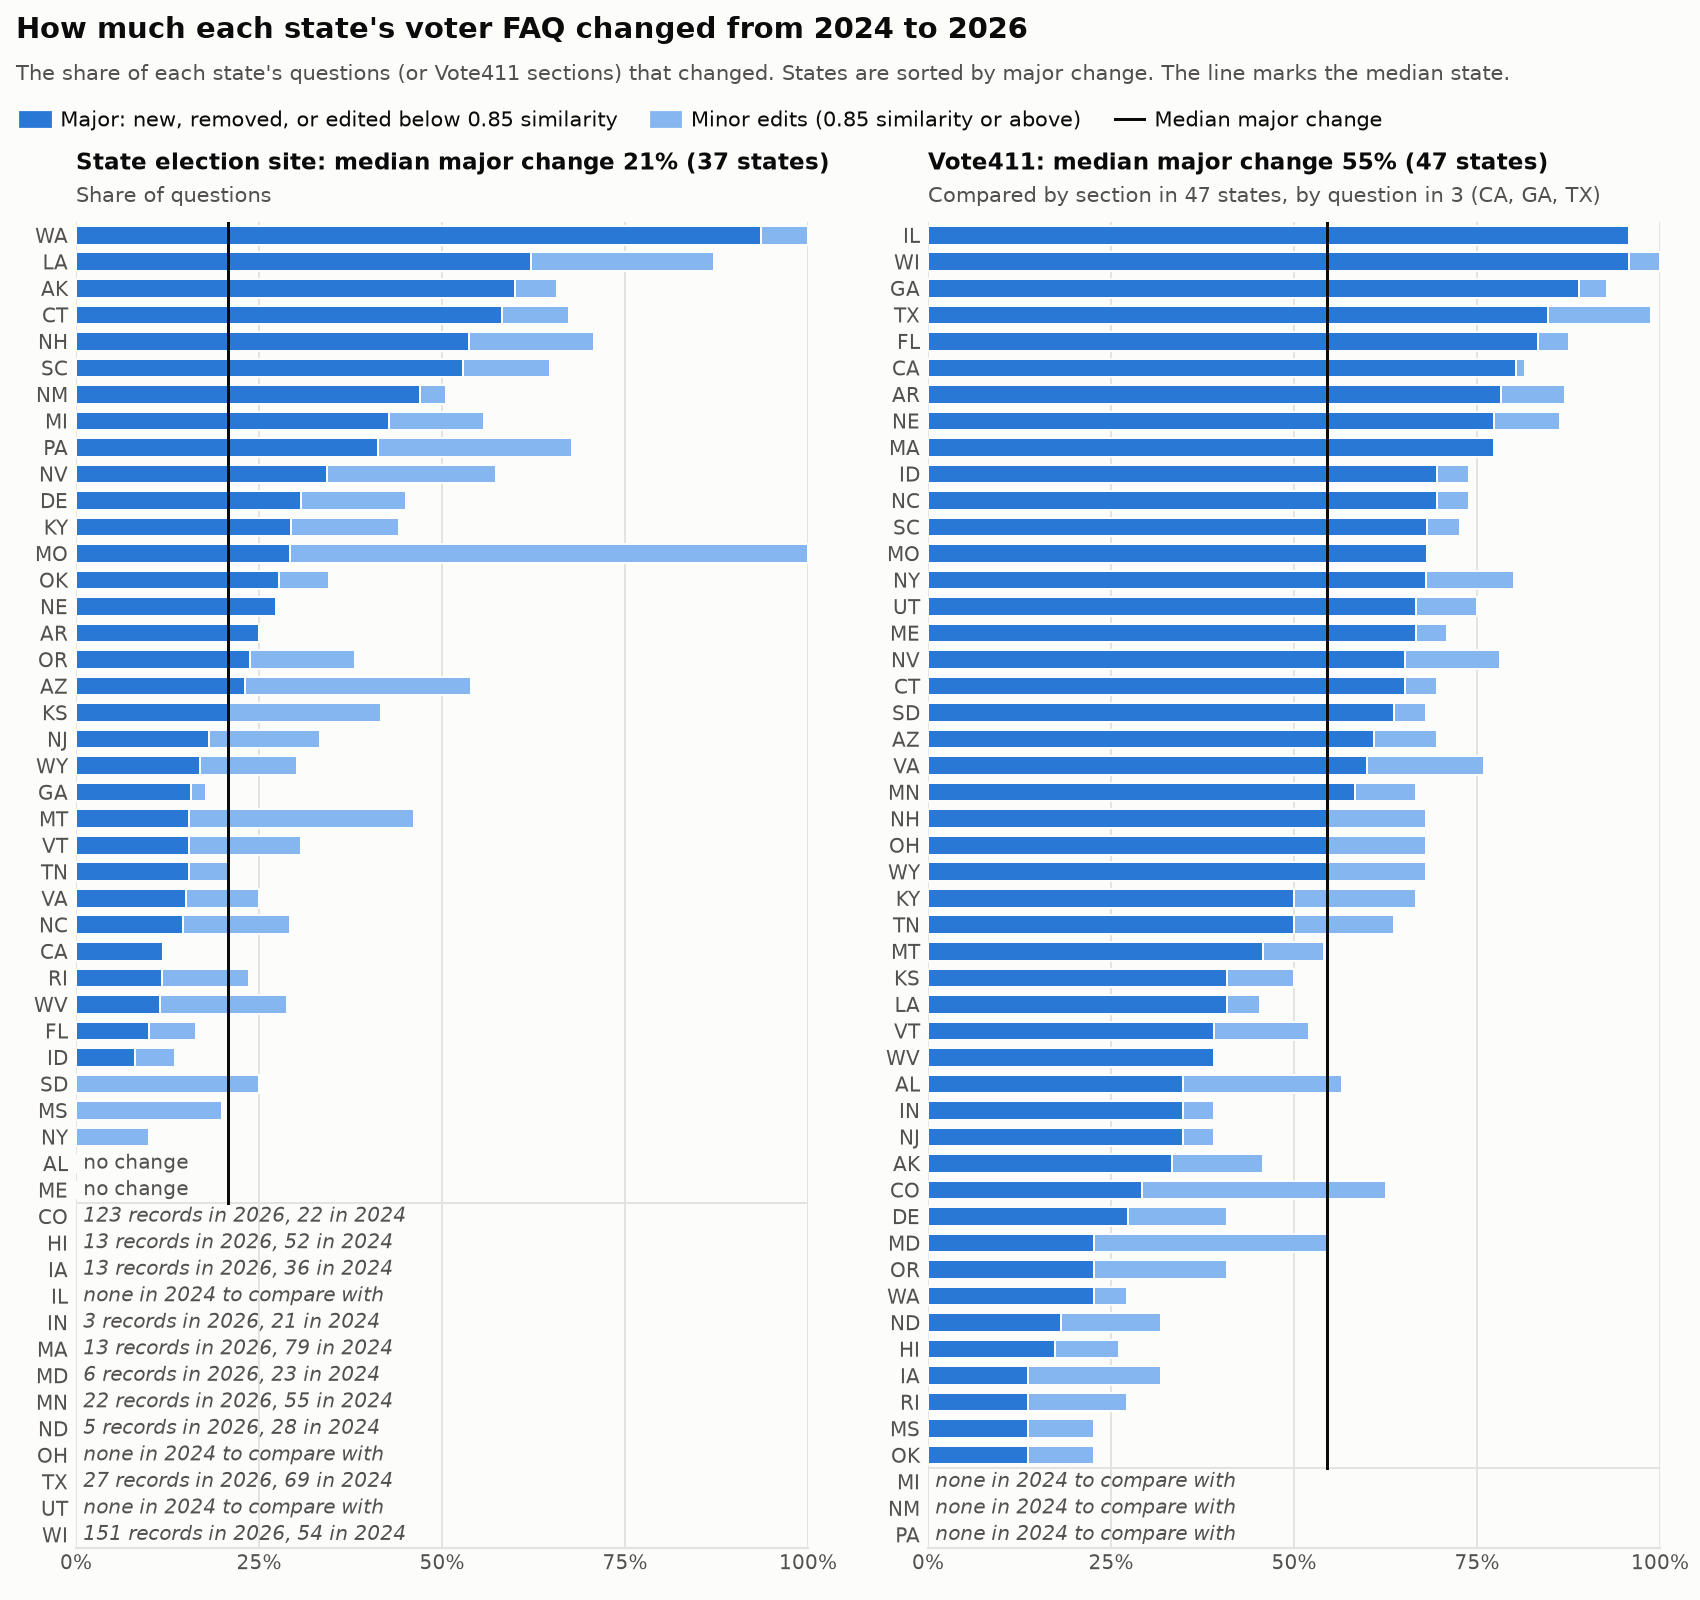 How much each state's voter FAQ changed from 2024 to 2026
The share of each state's questions (or Vote411 sections) that changed. States are sorted by major change. The line marks the median state.
Major: new, removed, or edited below 0.85 similarity
Minor edits (0.85 similarity or above)
Median major change
State election site: median major change 21% (37 states)
Share of questions
WA
LA
AK
CT
NH
SC
NM
MI
PA
NV
DE
KY
MO
OK
NE
AR
OR
AZ
KS
NJ
WY
GA
MT
VT
TN
VA
NC
CA
RI
WV
FL
ID
SD
MS
NY
AL no change
ME no change
CO 123 records in 2026, 22 in 2024
HI 13 records in 2026, 52 in 2024
IA 13 records in 2026, 36 in 2024
IL none in 2024 to compare with
IN 3 records in 2026, 21 in 2024
MA 13 records in 2026, 79 in 2024
MD 6 records in 2026, 23 in 2024
MN 22 records in 2026, 55 in 2024
ND 5 records in 2026, 28 in 2024
OH none in 2024 to compare with
TX 27 records in 2026, 69 in 2024
UT none in 2024 to compare with
WI 151 records in 2026, 54 in 2024
0% 25% 50% 75% 100%
Vote411: median major change 55% (47 states)
Compared by section in 47 states, by question in 3 (CA, GA, TX)
IL
WI
GA
TX
FL
CA
AR
NE
MA
ID
NC
SC
MO
NY
UT
ME
NV
CT
SD
AZ
VA
MN
NH
OH
WY
KY
TN
MT
KS
LA
VT
WV
AL
IN
NJ
AK
CO
DE
MD
OR
WA
ND
HI
IA
RI
MS
OK
MI none in 2024 to compare with
NM none in 2024 to compare with
PA none in 2024 to compare with
0% 25% 50% 75% 100%